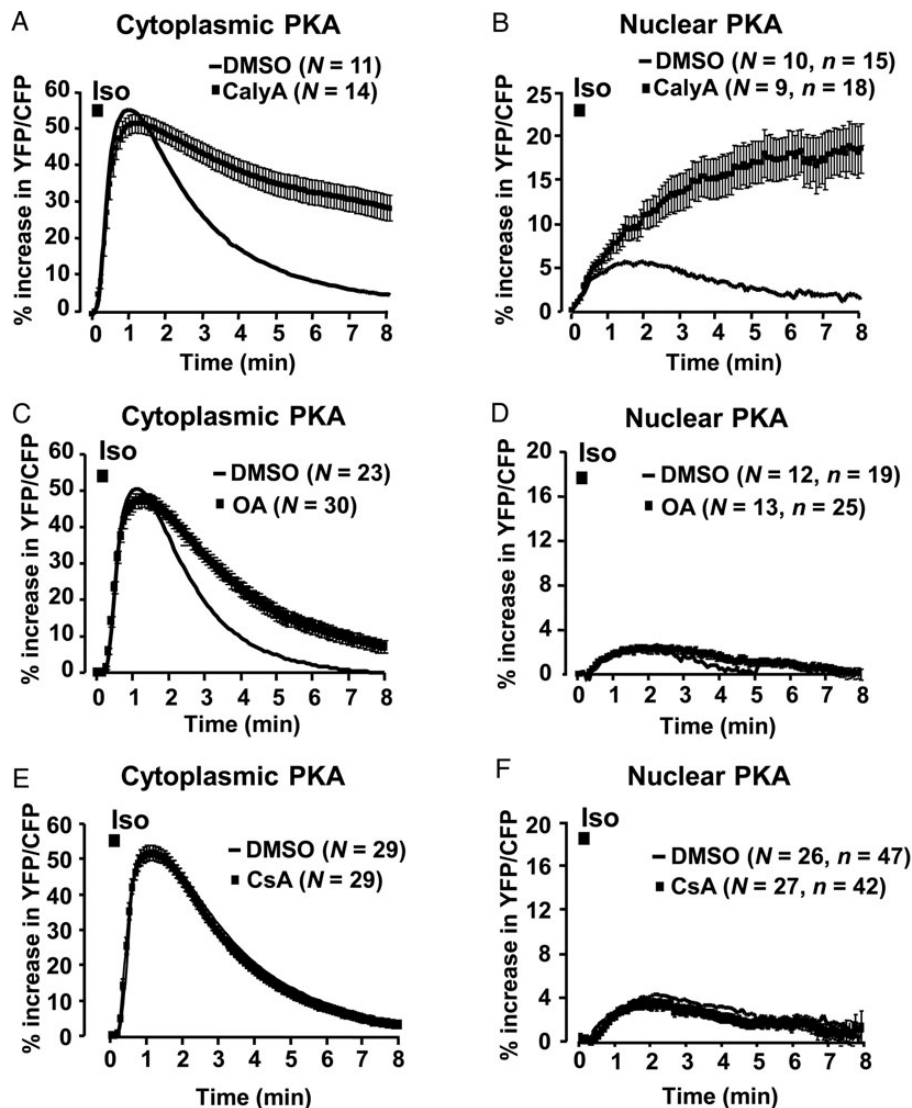 A
Cytoplasmic PKA
Iso
DMSO (N = 11)
CalyA (N = 14)
% increase in YFP/CFP
60
50
40
30
20
10
0
0 1 2 3 4 5 6 7 8
Time (min)
B
Nuclear PKA
Iso
DMSO (N = 10, n = 15)
CalyA (N = 9, n = 18)
% increase in YFP/CFP
25
20
15
10
5
0
0 1 2 3 4 5 6 7 8
Time (min)
C
Cytoplasmic PKA
Iso
DMSO (N = 23)
OA (N = 30)
% increase in YFP/CFP
60
50
40
30
20
10
0
0 1 2 3 4 5 6 7 8
Time (min)
D
Nuclear PKA
Iso
DMSO (N = 12, n = 19)
OA (N = 13, n = 25)
% increase in YFP/CFP
20
16
12
8
4
0
0 1 2 3 4 5 6 7 8
Time (min)
E
Cytoplasmic PKA
Iso
DMSO (N = 29)
CsA (N = 29)
% increase in YFP/CFP
60
50
40
30
20
10
0
0 1 2 3 4 5 6 7 8
Time (min)
F
Nuclear PKA
Iso
DMSO (N = 26, n = 47)
CsA (N = 27, n = 42)
% increase in YFP/CFP
20
16
12
8
4
0
0 1 2 3 4 5 6 7 8
Time (min)